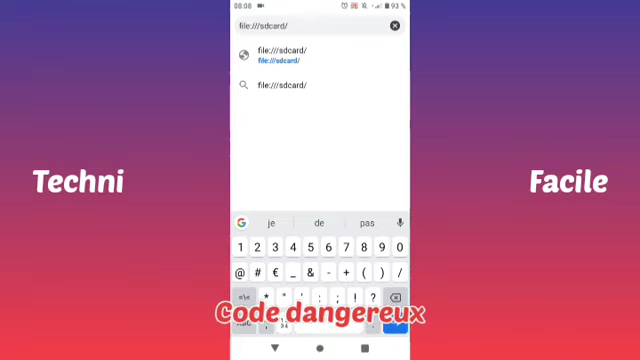 08:08
93 %
file:///sdcard/
file:///sdcard/
file:///sdcard/
file:///sdcard/
Techni
Facile
je de pas
1 2 3 4 5 6 7 8 9 0
@ # € _ & - + ( ) /
* " ' : ; ! ?
Code dangereux